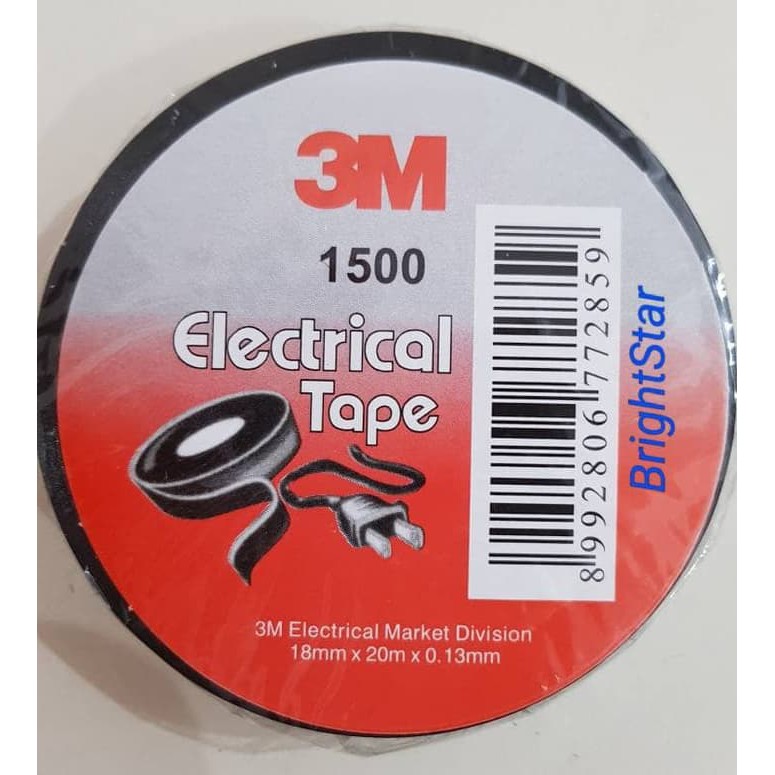 3M
1500
Electrical
Tape
3M Electrical Market Division
18mm x 20m x 0.13mm
8992806772859
BrightStar